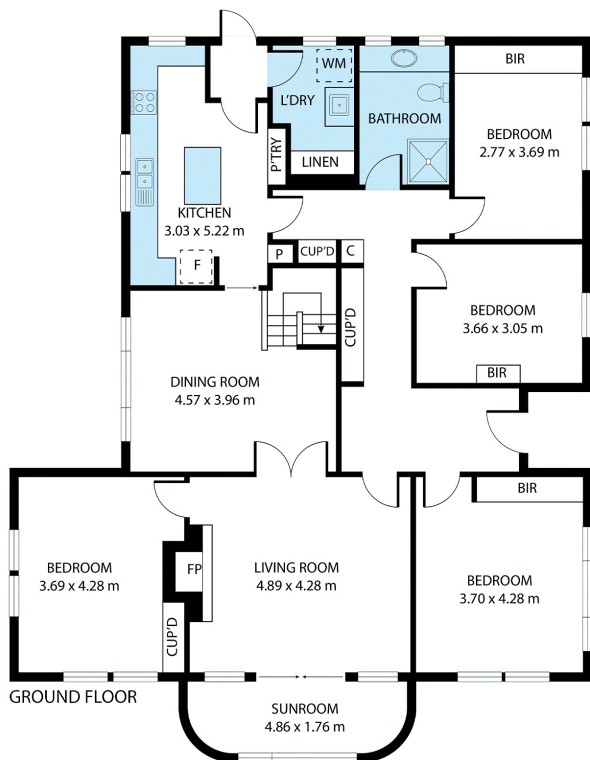 BIR
WM
L'DRY
BATHROOM
BEDROOM
2.77 x 3.69 m
P'TRY
LINEN
KITCHEN
3.03 x 5.22 m
F
P
CUP'D
C
CUP'D
BEDROOM
3.66 x 3.05 m
BIR
DINING ROOM
4.57 x 3.96 m
BIR
BEDROOM
3.69 x 4.28 m
FP
LIVING ROOM
4.89 x 4.28 m
BEDROOM
3.70 x 4.28 m
CUP'D
GROUND FLOOR
SUNROOM
4.86 x 1.76 m